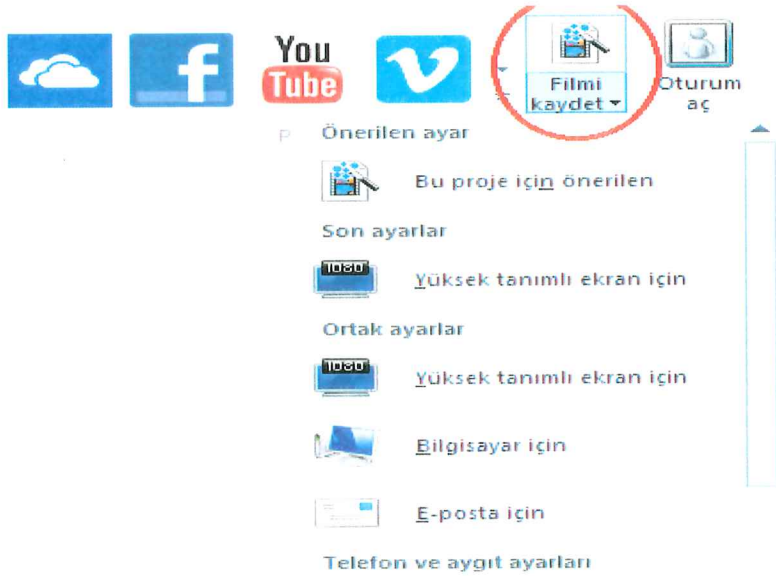 You
Tube
Filmi
kaydet
Oturum
aç
P
Önerilen ayar
Bu proje için önerilen
Son ayarlar
1080
Yüksek tanımlı ekran için
Ortak ayarlar
1080
Yüksek tanımlı ekran için
Bilgisayar için
E-posta için
Telefon ve aygıt ayarları